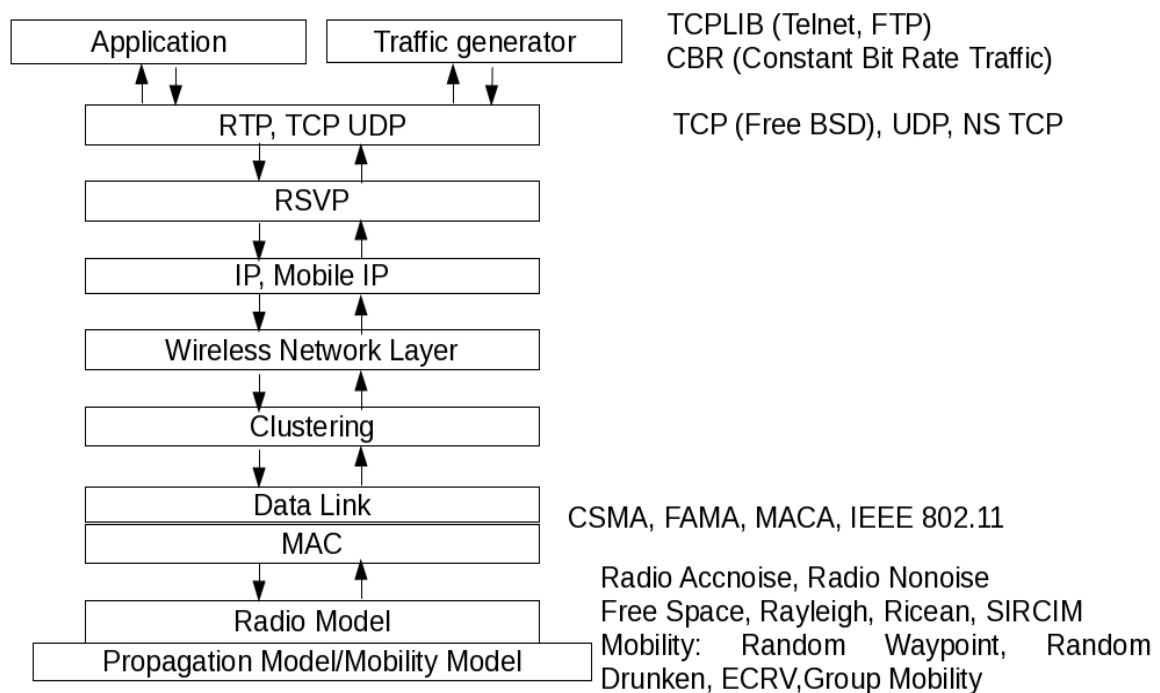 Application
Traffic generator
TCPLIB (Telnet, FTP)
CBR (Constant Bit Rate Traffic)
RTP, TCP UDP
TCP (Free BSD), UDP, NS TCP
RSVP
IP, Mobile IP
Wireless Network Layer
Clustering
Data Link
CSMA, FAMA, MACA, IEEE 802.11
MAC
Radio Accnoise, Radio Nonoise
Free Space, Rayleigh, Ricean, SIRCIM
Mobility: Random Waypoint, Random
Drunken, ECRV,Group Mobility
Radio Model
Propagation Model/Mobility Model